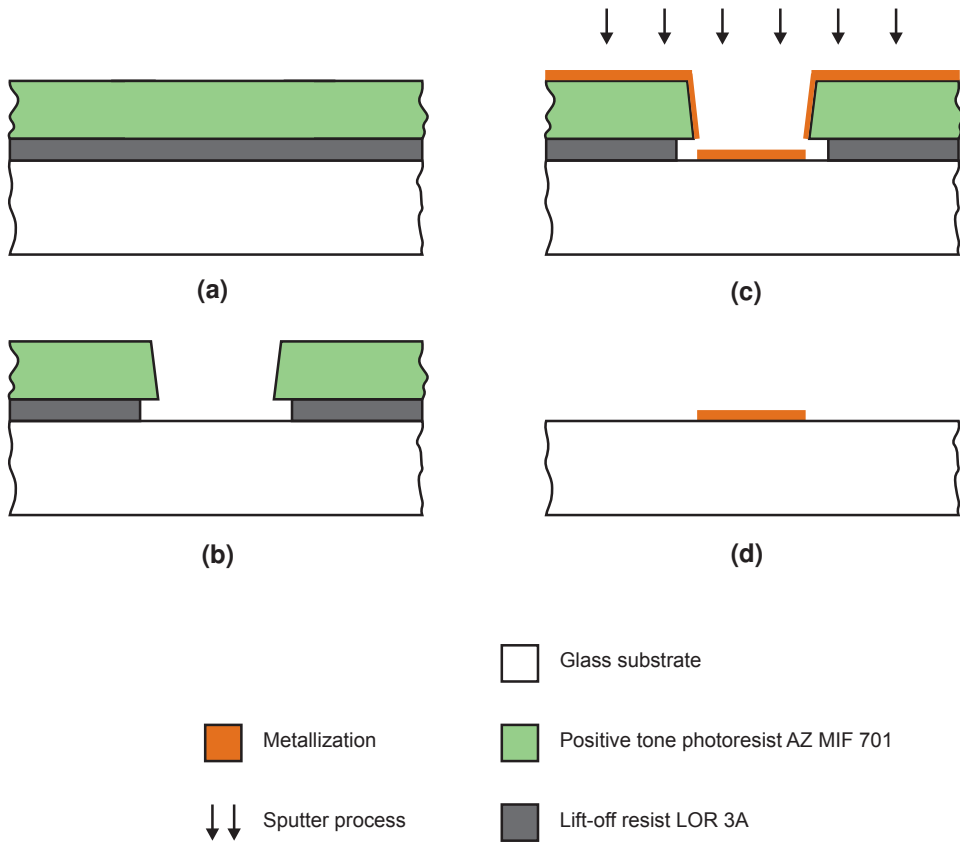 (a)
(c)
(b)
(d)
Glass substrate
Metallization
Positive tone photoresist AZ MIF 701
Sputter process
Lift-off resist LOR 3A